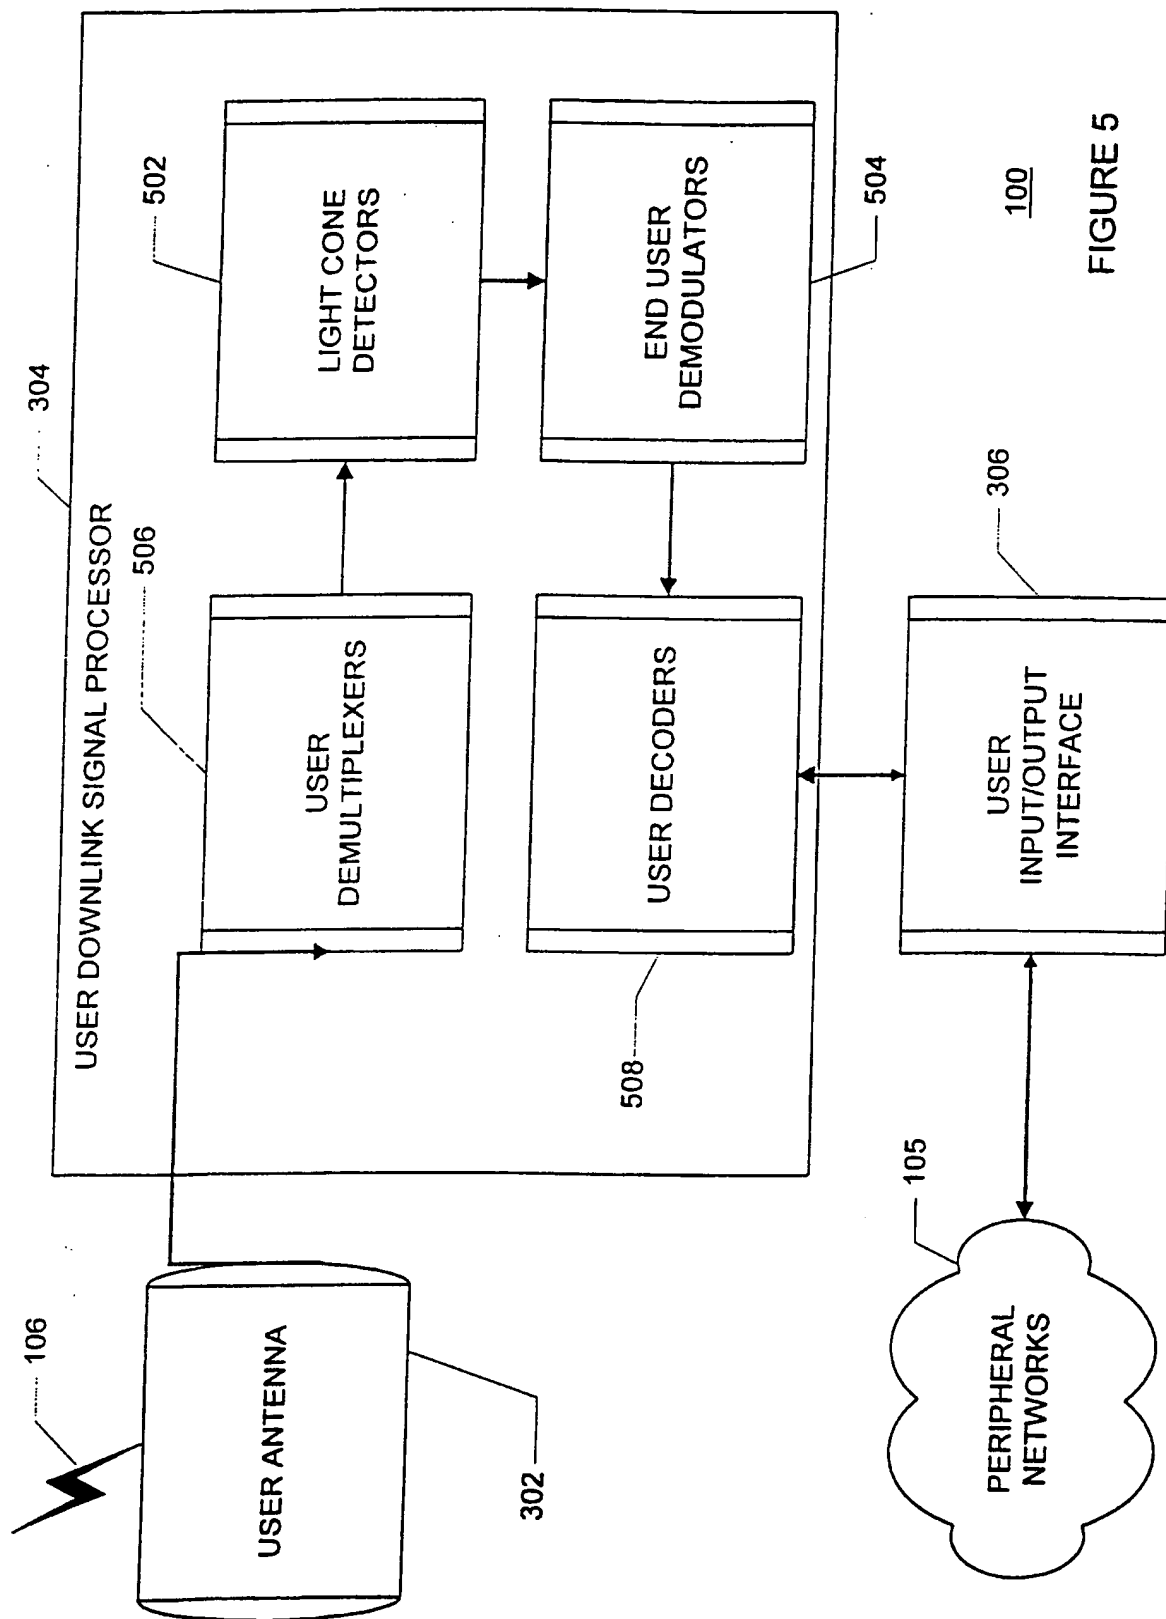 304
USER DOWNLINK SIGNAL PROCESSOR
106
506
502
USER ANTENNA
USER
DEMULTIPLEXERS
LIGHT CONE
DETECTORS
302
508
USER DECODERS
END USER
DEMODULATORS
504
105
306
PERIPHERAL
NETWORKS
USER
INPUT/OUTPUT
INTERFACE
100
FIGURE 5